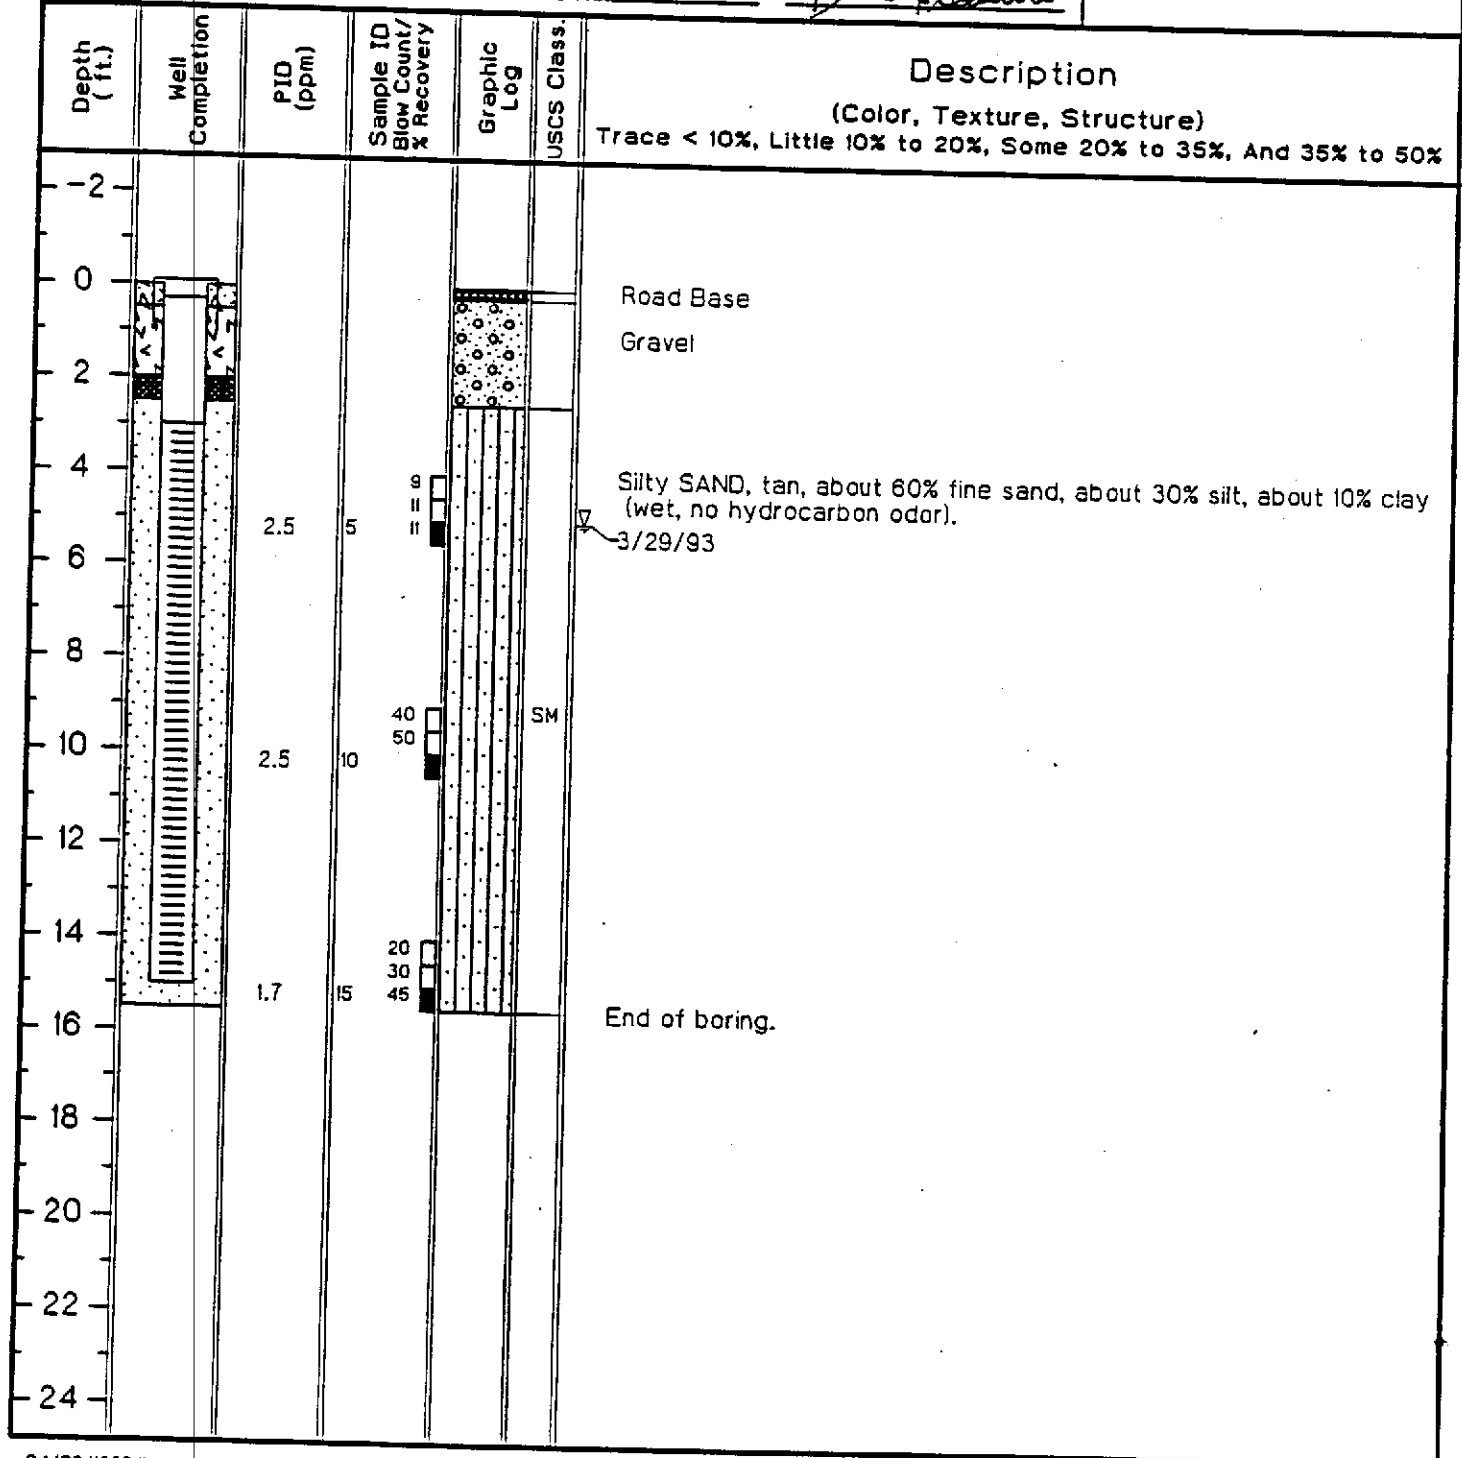 Depth
( ft.)
Well
Completion
PID
(ppm)
Sample ID
Blow Count/
% Recovery
Graphic
Log
USCS Class.
Description
(Color, Texture, Structure)
Trace < 10%, Little 10% to 20%, Some 20% to 35%, And 35% to 50%
-2
0
Road Base
Gravel
2
4
9
11
11
Silty SAND, tan, about 60% fine sand, about 30% silt, about 10% clay
(wet, no hydrocarbon odor).
2.5
5
3/29/93
6
8
40
50
SM
10
2.5
10
12
14
20
30
45
1.7
15
16
End of boring.
18
20
22
24